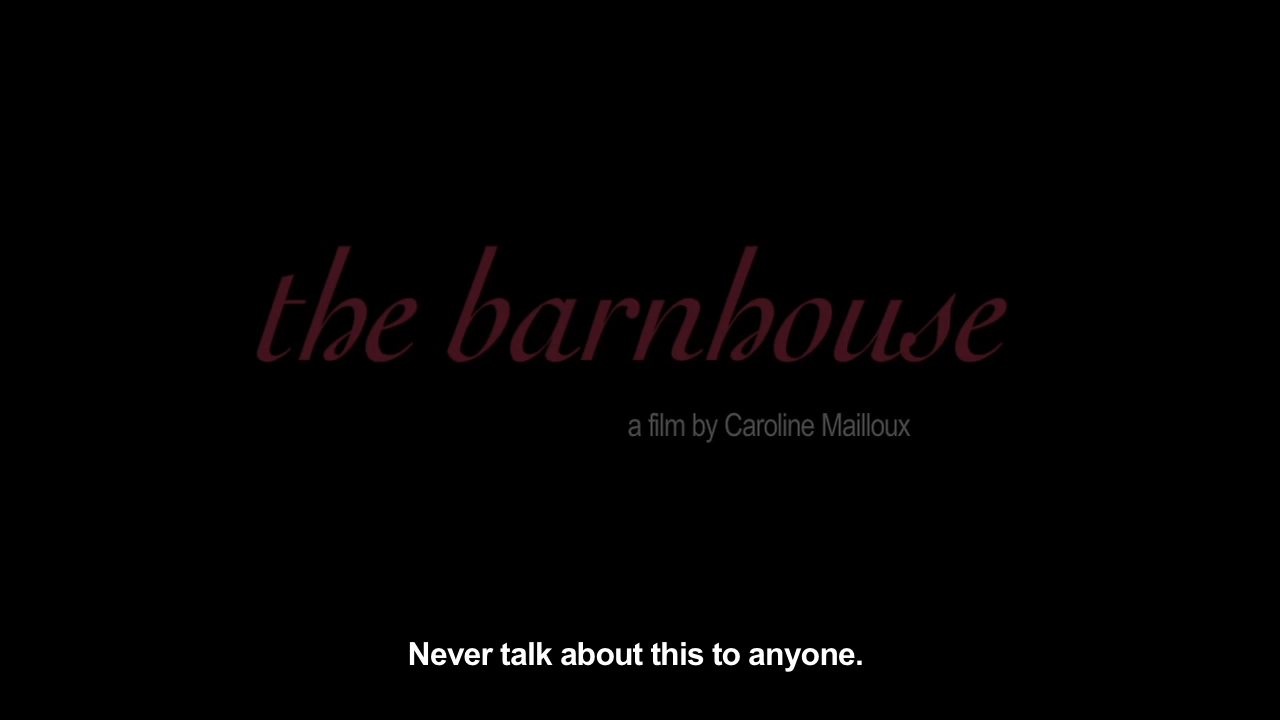 the barnhouse
a film by Caroline Mailloux
Never talk about this to anyone.